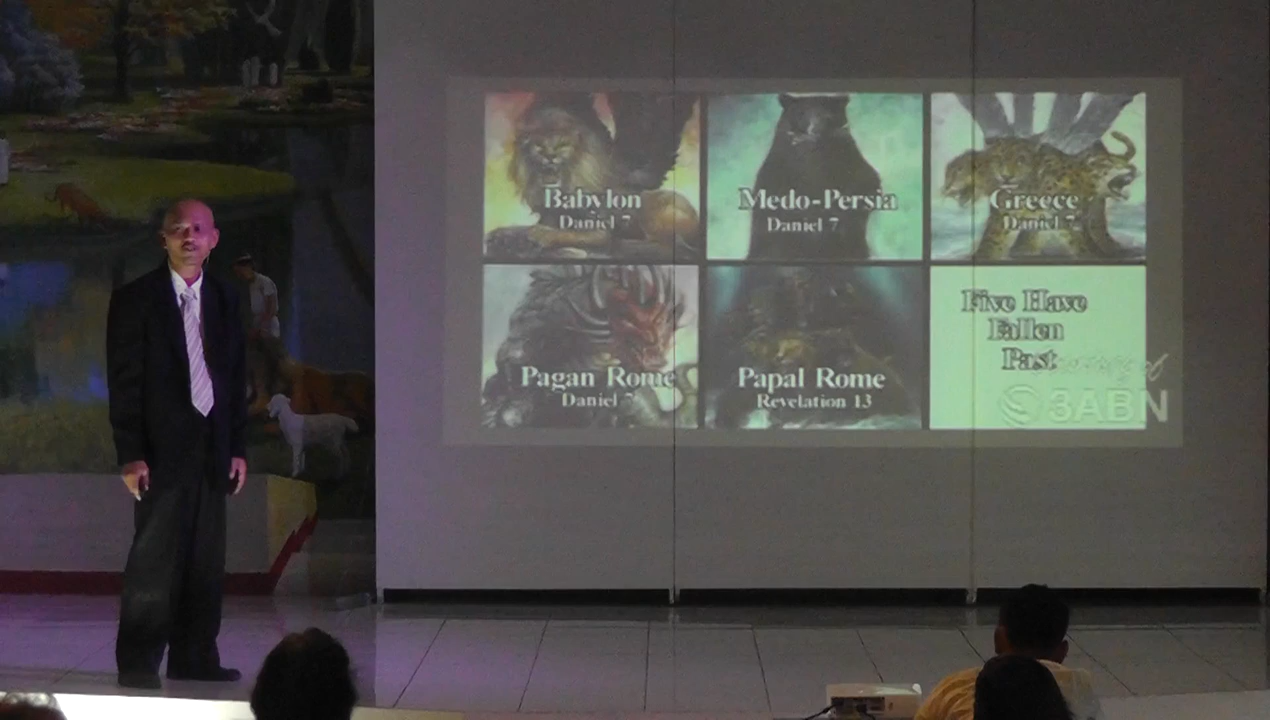 Babylon
Daniel 7
Medo-Persia
Daniel 7
Greece
Daniel 7
Pagan Rome
Daniel 7
Papal Rome
Revelation 13
Five Have
Fallen
Past
3ABN